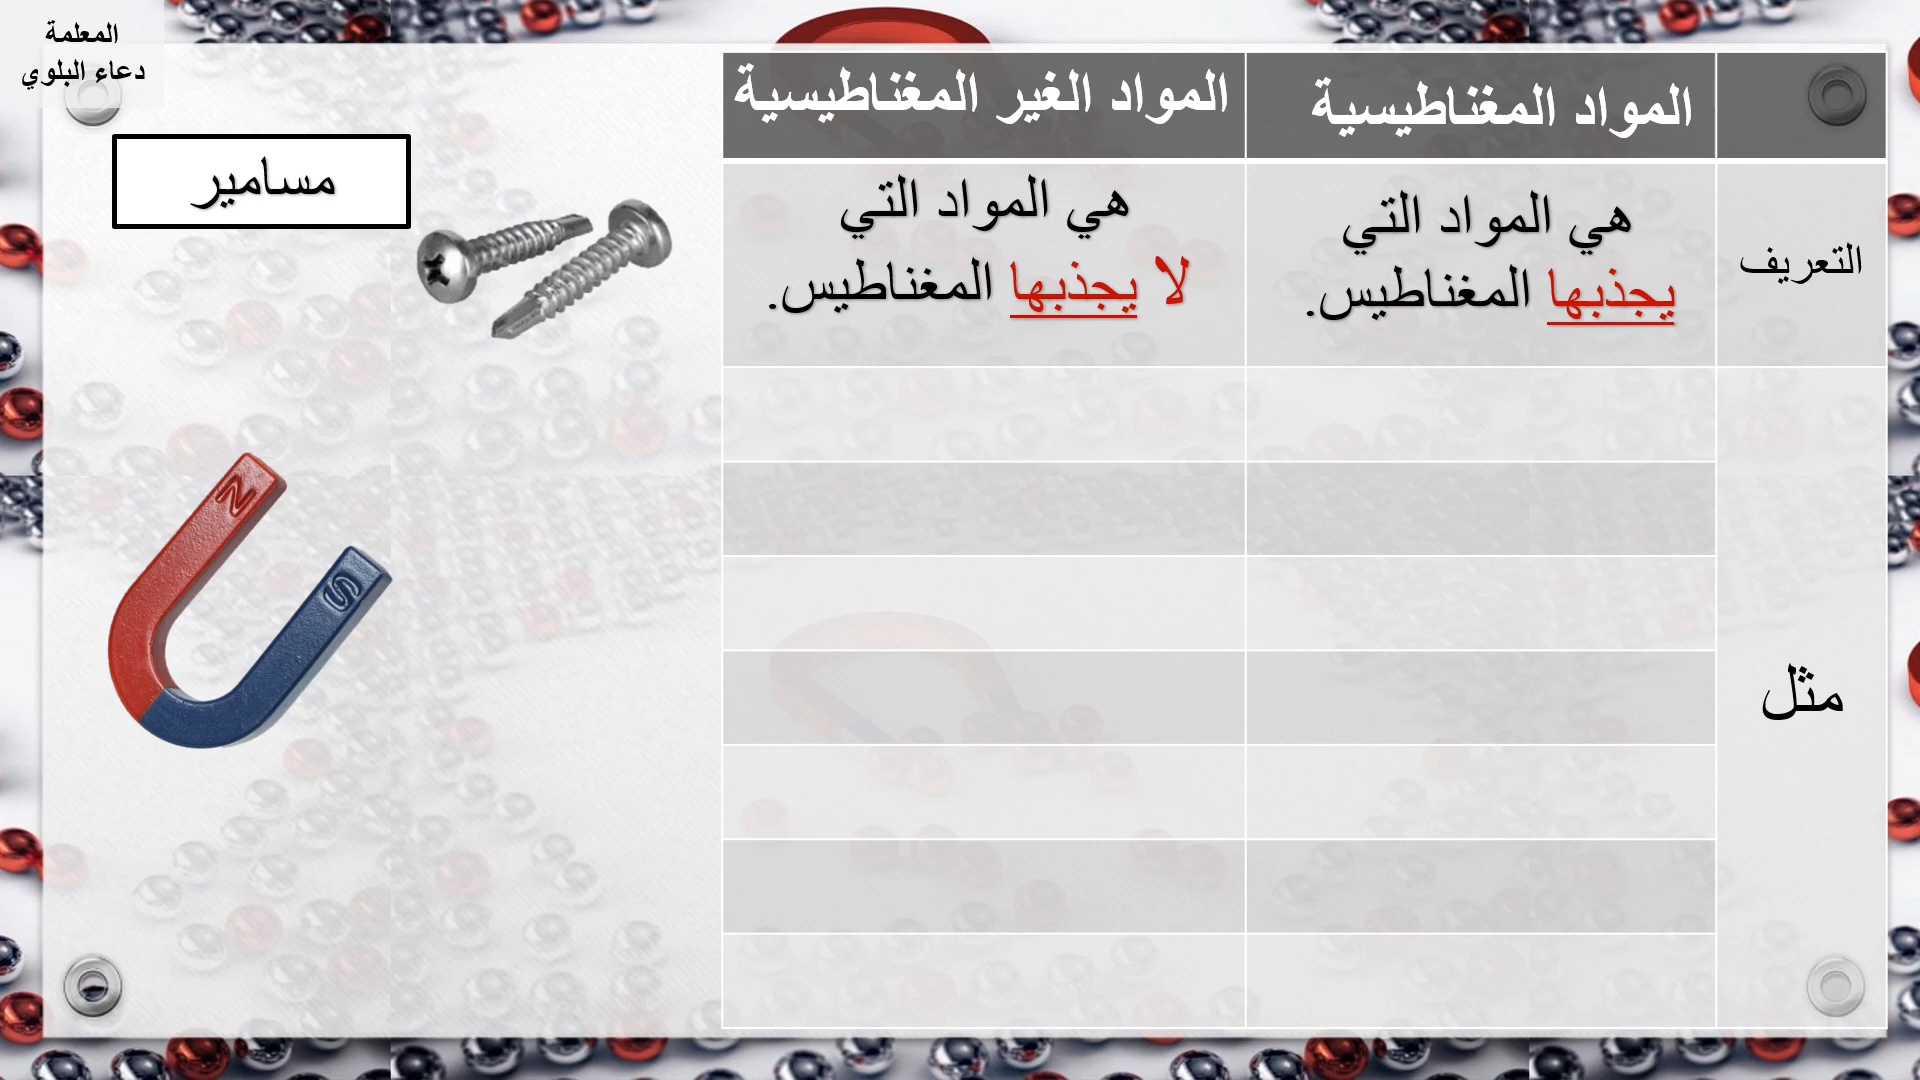 المعلمة
دعاء البلوي
المواد المغناطيسية
المواد الغير المغناطيسية
التعريف
هي المواد التي
يجذبها المغناطيس.
هي المواد التي
لا يجذبها المغناطيس.
مثل
مسامير
N
S